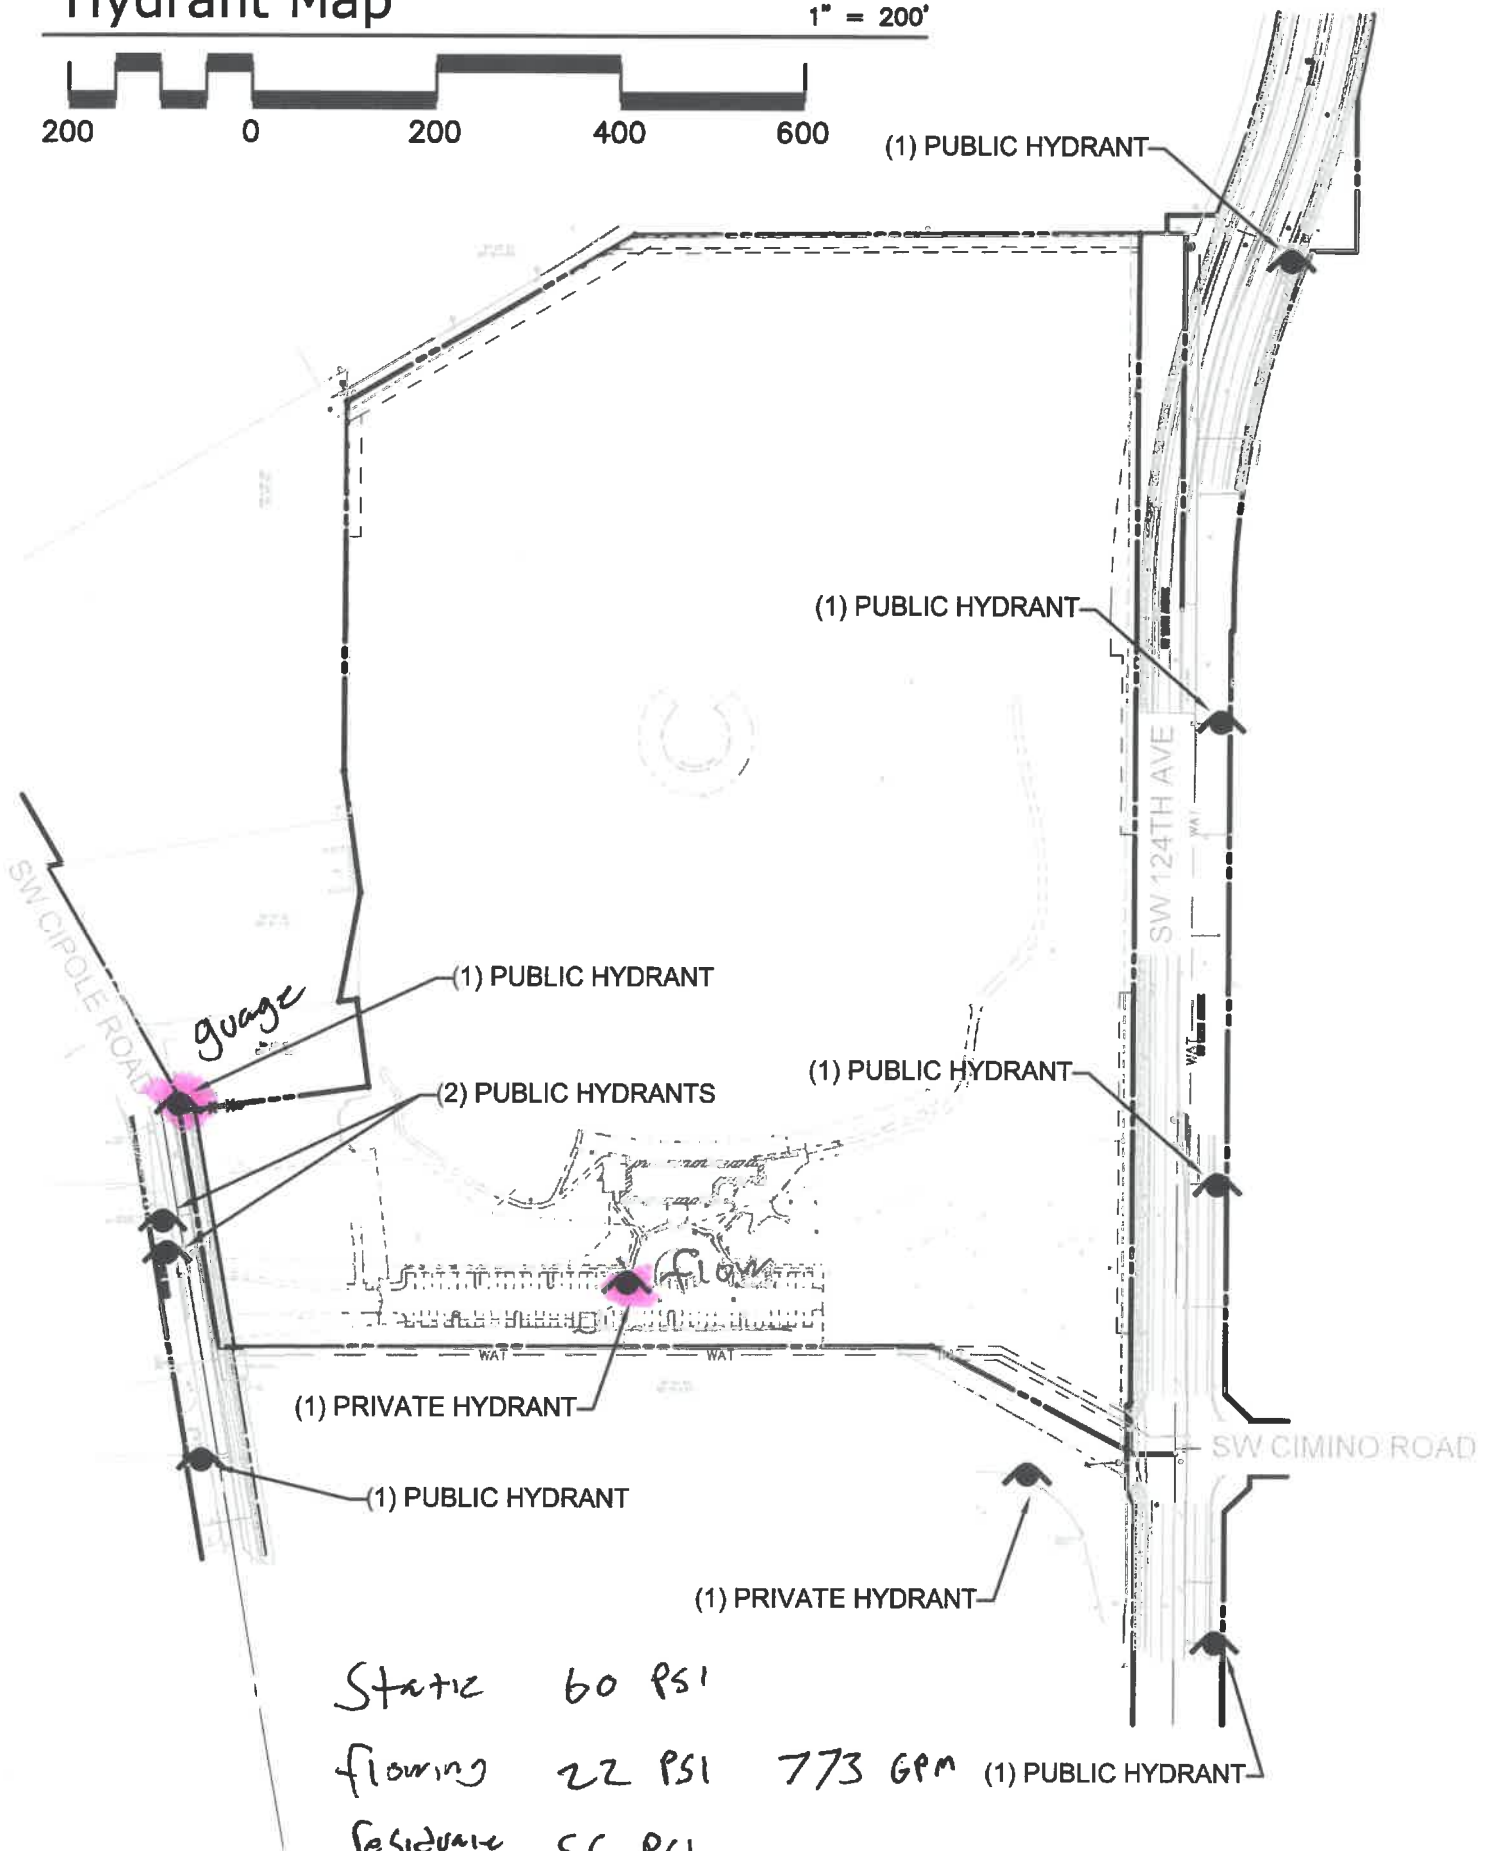 Hydrant Map
1" = 200'
200 0 200 400 600
(1) PUBLIC HYDRANT
(1) PUBLIC HYDRANT
SW 124TH AVE
WAT
SW CIPOLE ROAD
(1) PUBLIC HYDRANT
guage
WAT
(1) PUBLIC HYDRANT
(2) PUBLIC HYDRANTS
flow
WAT WAT
(1) PRIVATE HYDRANT
SW CIMINO ROAD
(1) PUBLIC HYDRANT
(1) PRIVATE HYDRANT
Static 60 PSI
flowing 22 PSI 773 GPM
(1) PUBLIC HYDRANT
PSI